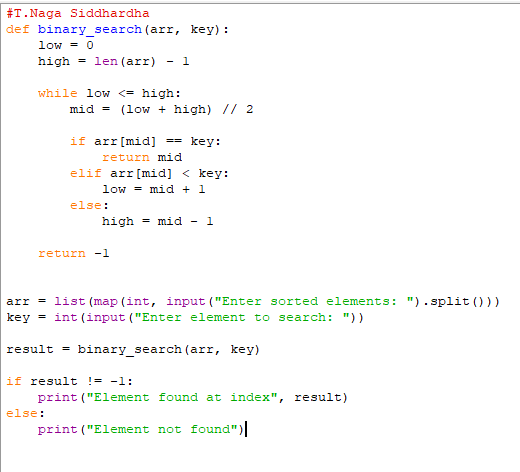 #T.Naga Siddhardha
def binary_search(arr, key):
    low = 0
    high = len(arr) - 1

    while low <= high:
        mid = (low + high) // 2

        if arr[mid] == key:
            return mid
        elif arr[mid] < key:
            low = mid + 1
        else:
            high = mid - 1

    return -1


arr = list(map(int, input("Enter sorted elements: ").split()))
key = int(input("Enter element to search: "))

result = binary_search(arr, key)

if result != -1:
    print("Element found at index", result)
else:
    print("Element not found")